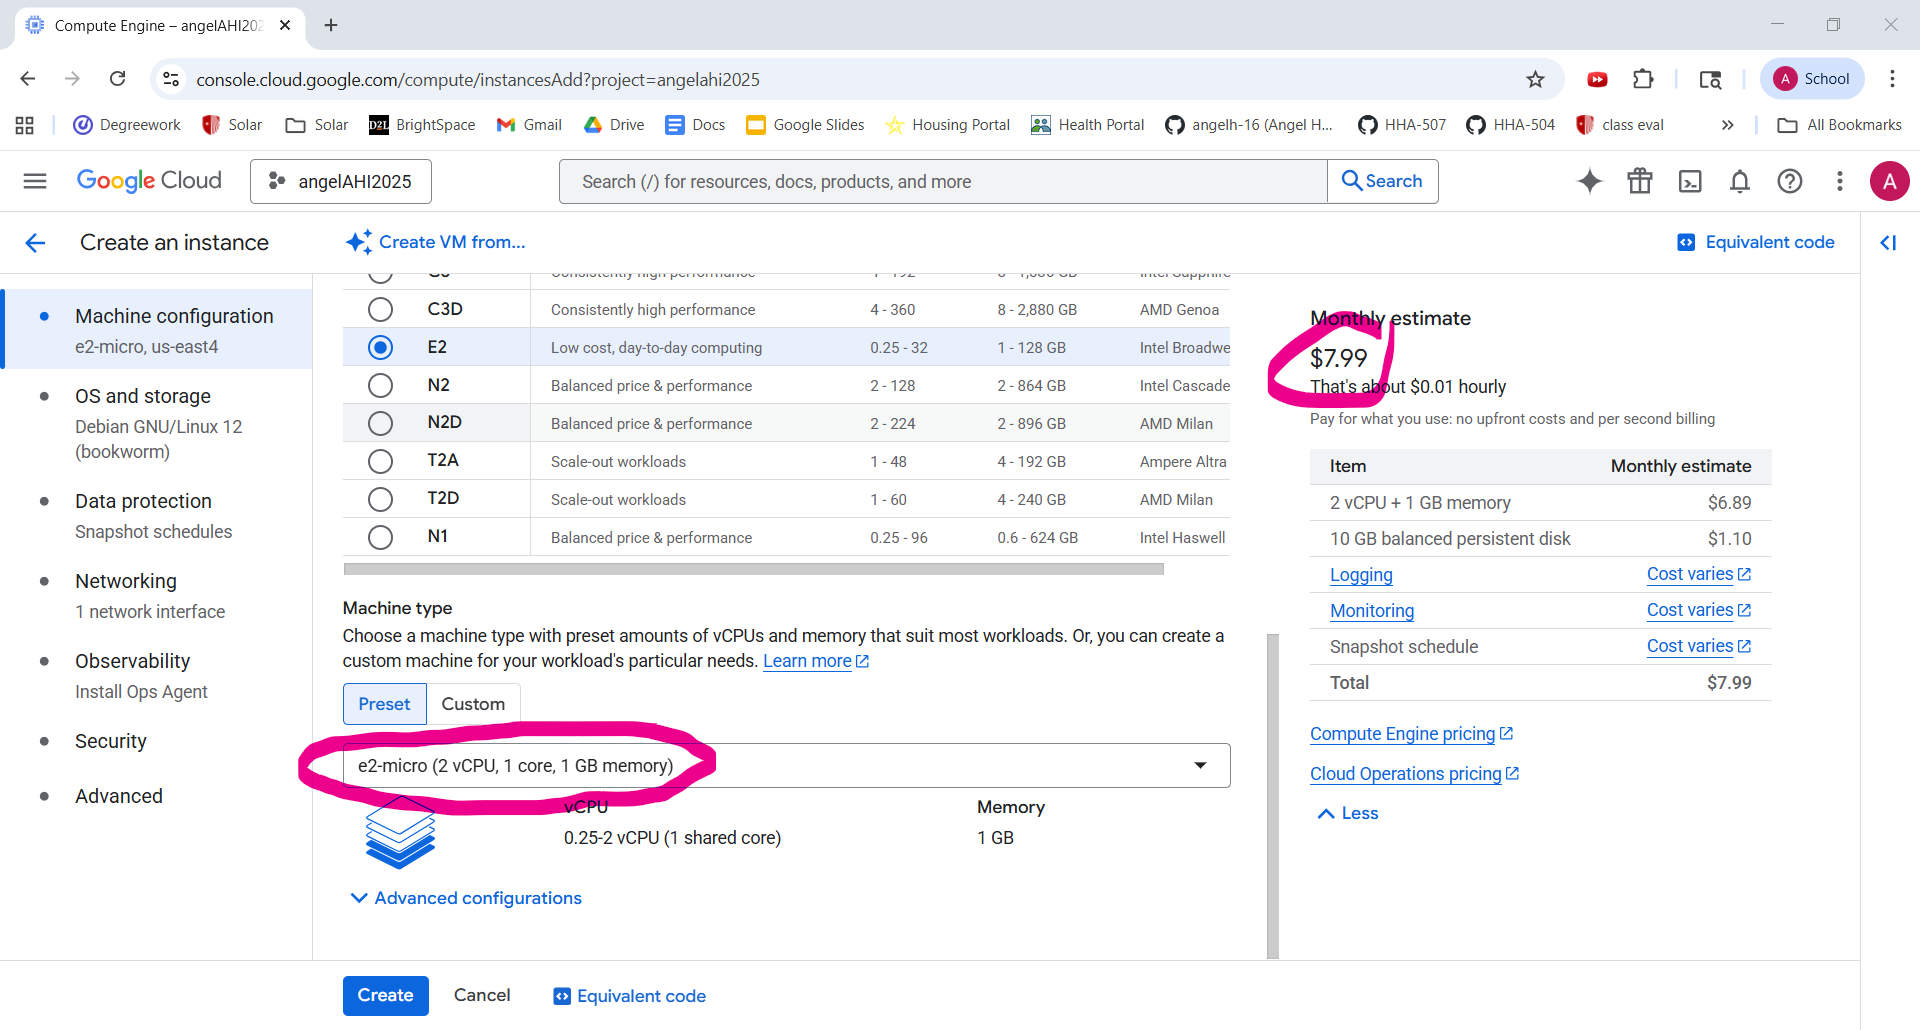 Compute Engine – angelAHI202
console.cloud.google.com/compute/instancesAdd?project=angelahi2025
School
Degreework
Solar
Solar
D2L BrightSpace
Gmail
Drive
Docs
Google Slides
Housing Portal
Health Portal
angelh-16 (Angel H...
HHA-507
HHA-504
class eval
All Bookmarks
Google Cloud
angelAHI2025
Search (/) for resources, docs, products, and more
Search
A
Create an instance
Create VM from...
Equivalent code
Machine configuration
e2-micro, us-east4
OS and storage
Debian GNU/Linux 12
(bookworm)
Data protection
Snapshot schedules
Networking
1 network interface
Observability
Install Ops Agent
Security
Advanced
C3D Consistently high performance 4 - 360 8 - 2,880 GB AMD Genoa
E2 Low cost, day-to-day computing 0.25 - 32 1 - 128 GB Intel Broadwe
N2 Balanced price & performance 2 - 128 2 - 864 GB Intel Cascade
N2D Balanced price & performance 2 - 224 2 - 896 GB AMD Milan
T2A Scale-out workloads 1 - 48 4 - 192 GB Ampere Altra
T2D Scale-out workloads 1 - 60 4 - 240 GB AMD Milan
N1 Balanced price & performance 0.25 - 96 0.6 - 624 GB Intel Haswell
Machine type
Choose a machine type with preset amounts of vCPUs and memory that suit most workloads. Or, you can create a
custom machine for your workload's particular needs. Learn more
Preset
Custom
e2-micro (2 vCPU, 1 core, 1 GB memory)
vCPU Memory
0.25-2 vCPU (1 shared core) 1 GB
Advanced configurations
Create
Cancel
Equivalent code
Monthly estimate
$7.99
That's about $0.01 hourly
Pay for what you use: no upfront costs and per second billing
Item Monthly estimate
2 vCPU + 1 GB memory $6.89
10 GB balanced persistent disk $1.10
Logging Cost varies
Monitoring Cost varies
Snapshot schedule Cost varies
Total $7.99
Compute Engine pricing
Cloud Operations pricing
Less